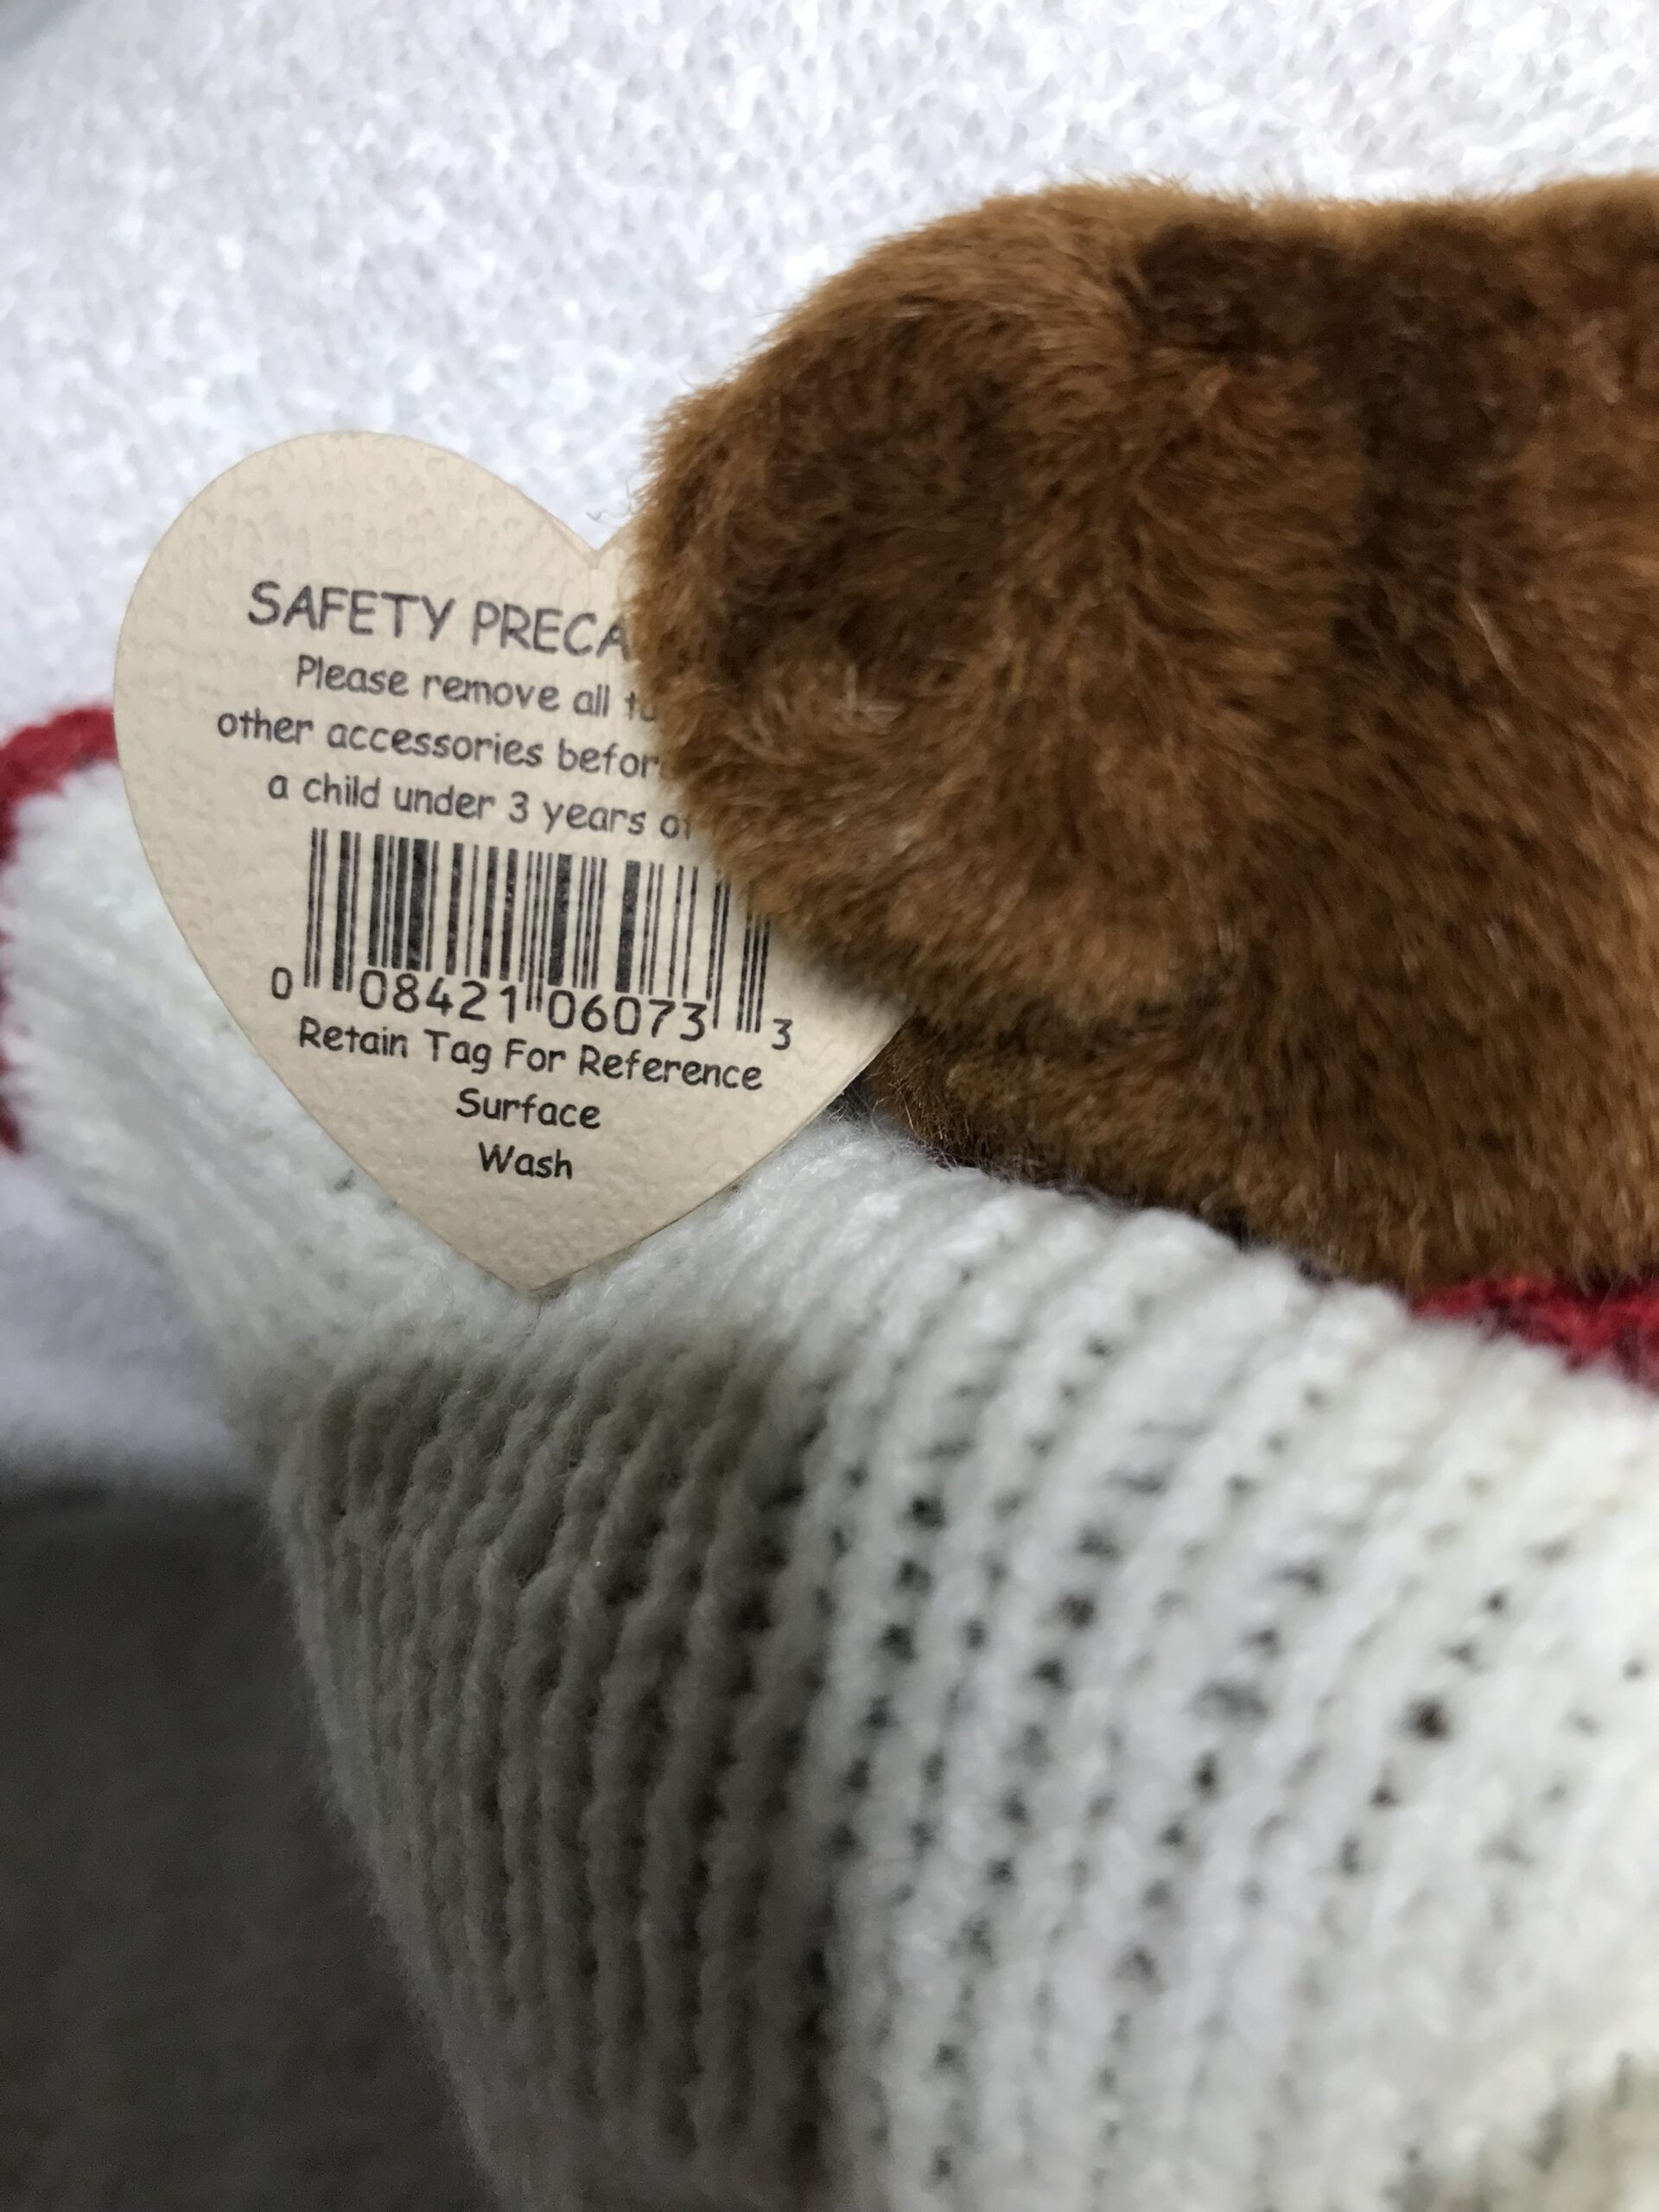 SAFETY PRECA
Please remove all
other accessories befor
a child under 3 years
0 08421 06073 3
Retain Tag For Reference
Surface
Wash